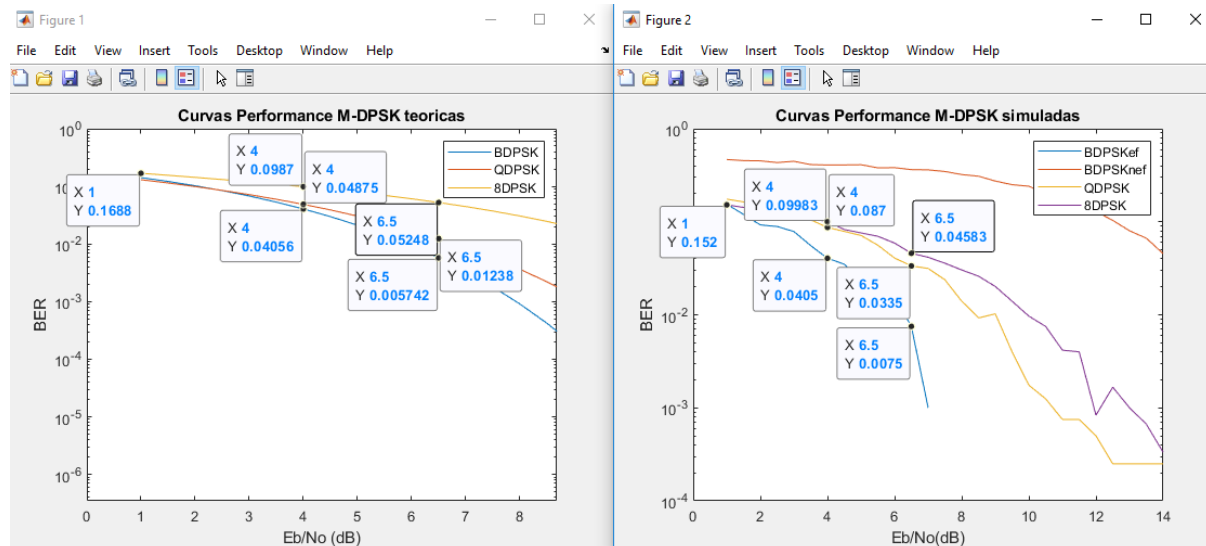 Figure 1
File Edit View Insert Tools Desktop Window Help
Curvas Performance M-DPSK teoricas
BDPSK
QDPSK
8DPSK
X 4
Y 0.0987
X 4
Y 0.04875
X 1
Y 0.1688
X 4
Y 0.04056
X 6.5
Y 0.05248
X 6.5
Y 0.01238
X 6.5
Y 0.005742
10^0
10^-1
10^-2
10^-3
10^-4
10^-5
10^-6
BER
0 1 2 3 4 5 6 7 8
Eb/No (dB)
Figure 2
File Edit View Insert Tools Desktop Window Help
Curvas Performance M-DPSK simuladas
BDPSKef
BDPSKnef
QDPSK
8DPSK
X 4
Y 0.09983
X 4
Y 0.087
X 6.5
Y 0.04583
X 1
Y 0.152
X 4
Y 0.0405
X 6.5
Y 0.0335
X 6.5
Y 0.0075
10^0
10^-2
10^-3
10^-4
BER
0 2 4 6 8 10 12 14
Eb/No(dB)